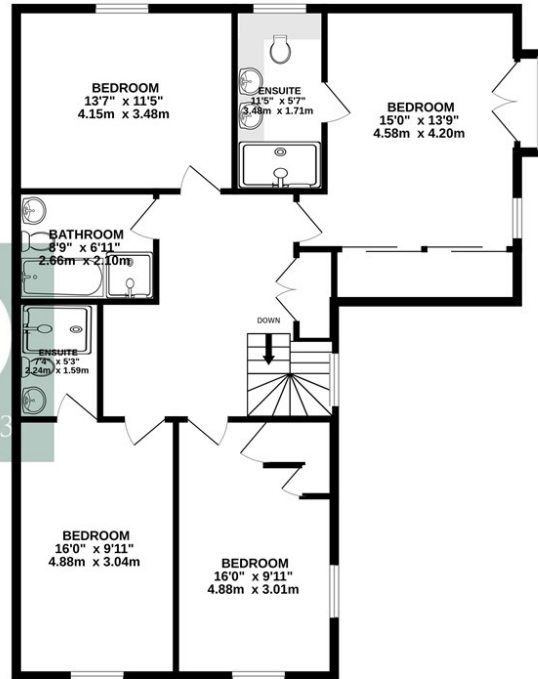 BEDROOM
13'7" x 11'5"
4.15m x 3.48m
ENSUITE
11'5" x 5'7"
3.48m x 1.71m
BEDROOM
15'0" x 13'9"
4.58m x 4.20m
BATHROOM
8'9" x 6'11"
2.66m x 2.10m
DOWN
ENSUITE
7'4" x 5'3"
2.24m x 1.59m
3
BEDROOM
16'0" x 9'11"
4.88m x 3.04m
BEDROOM
16'0" x 9'11"
4.88m x 3.01m